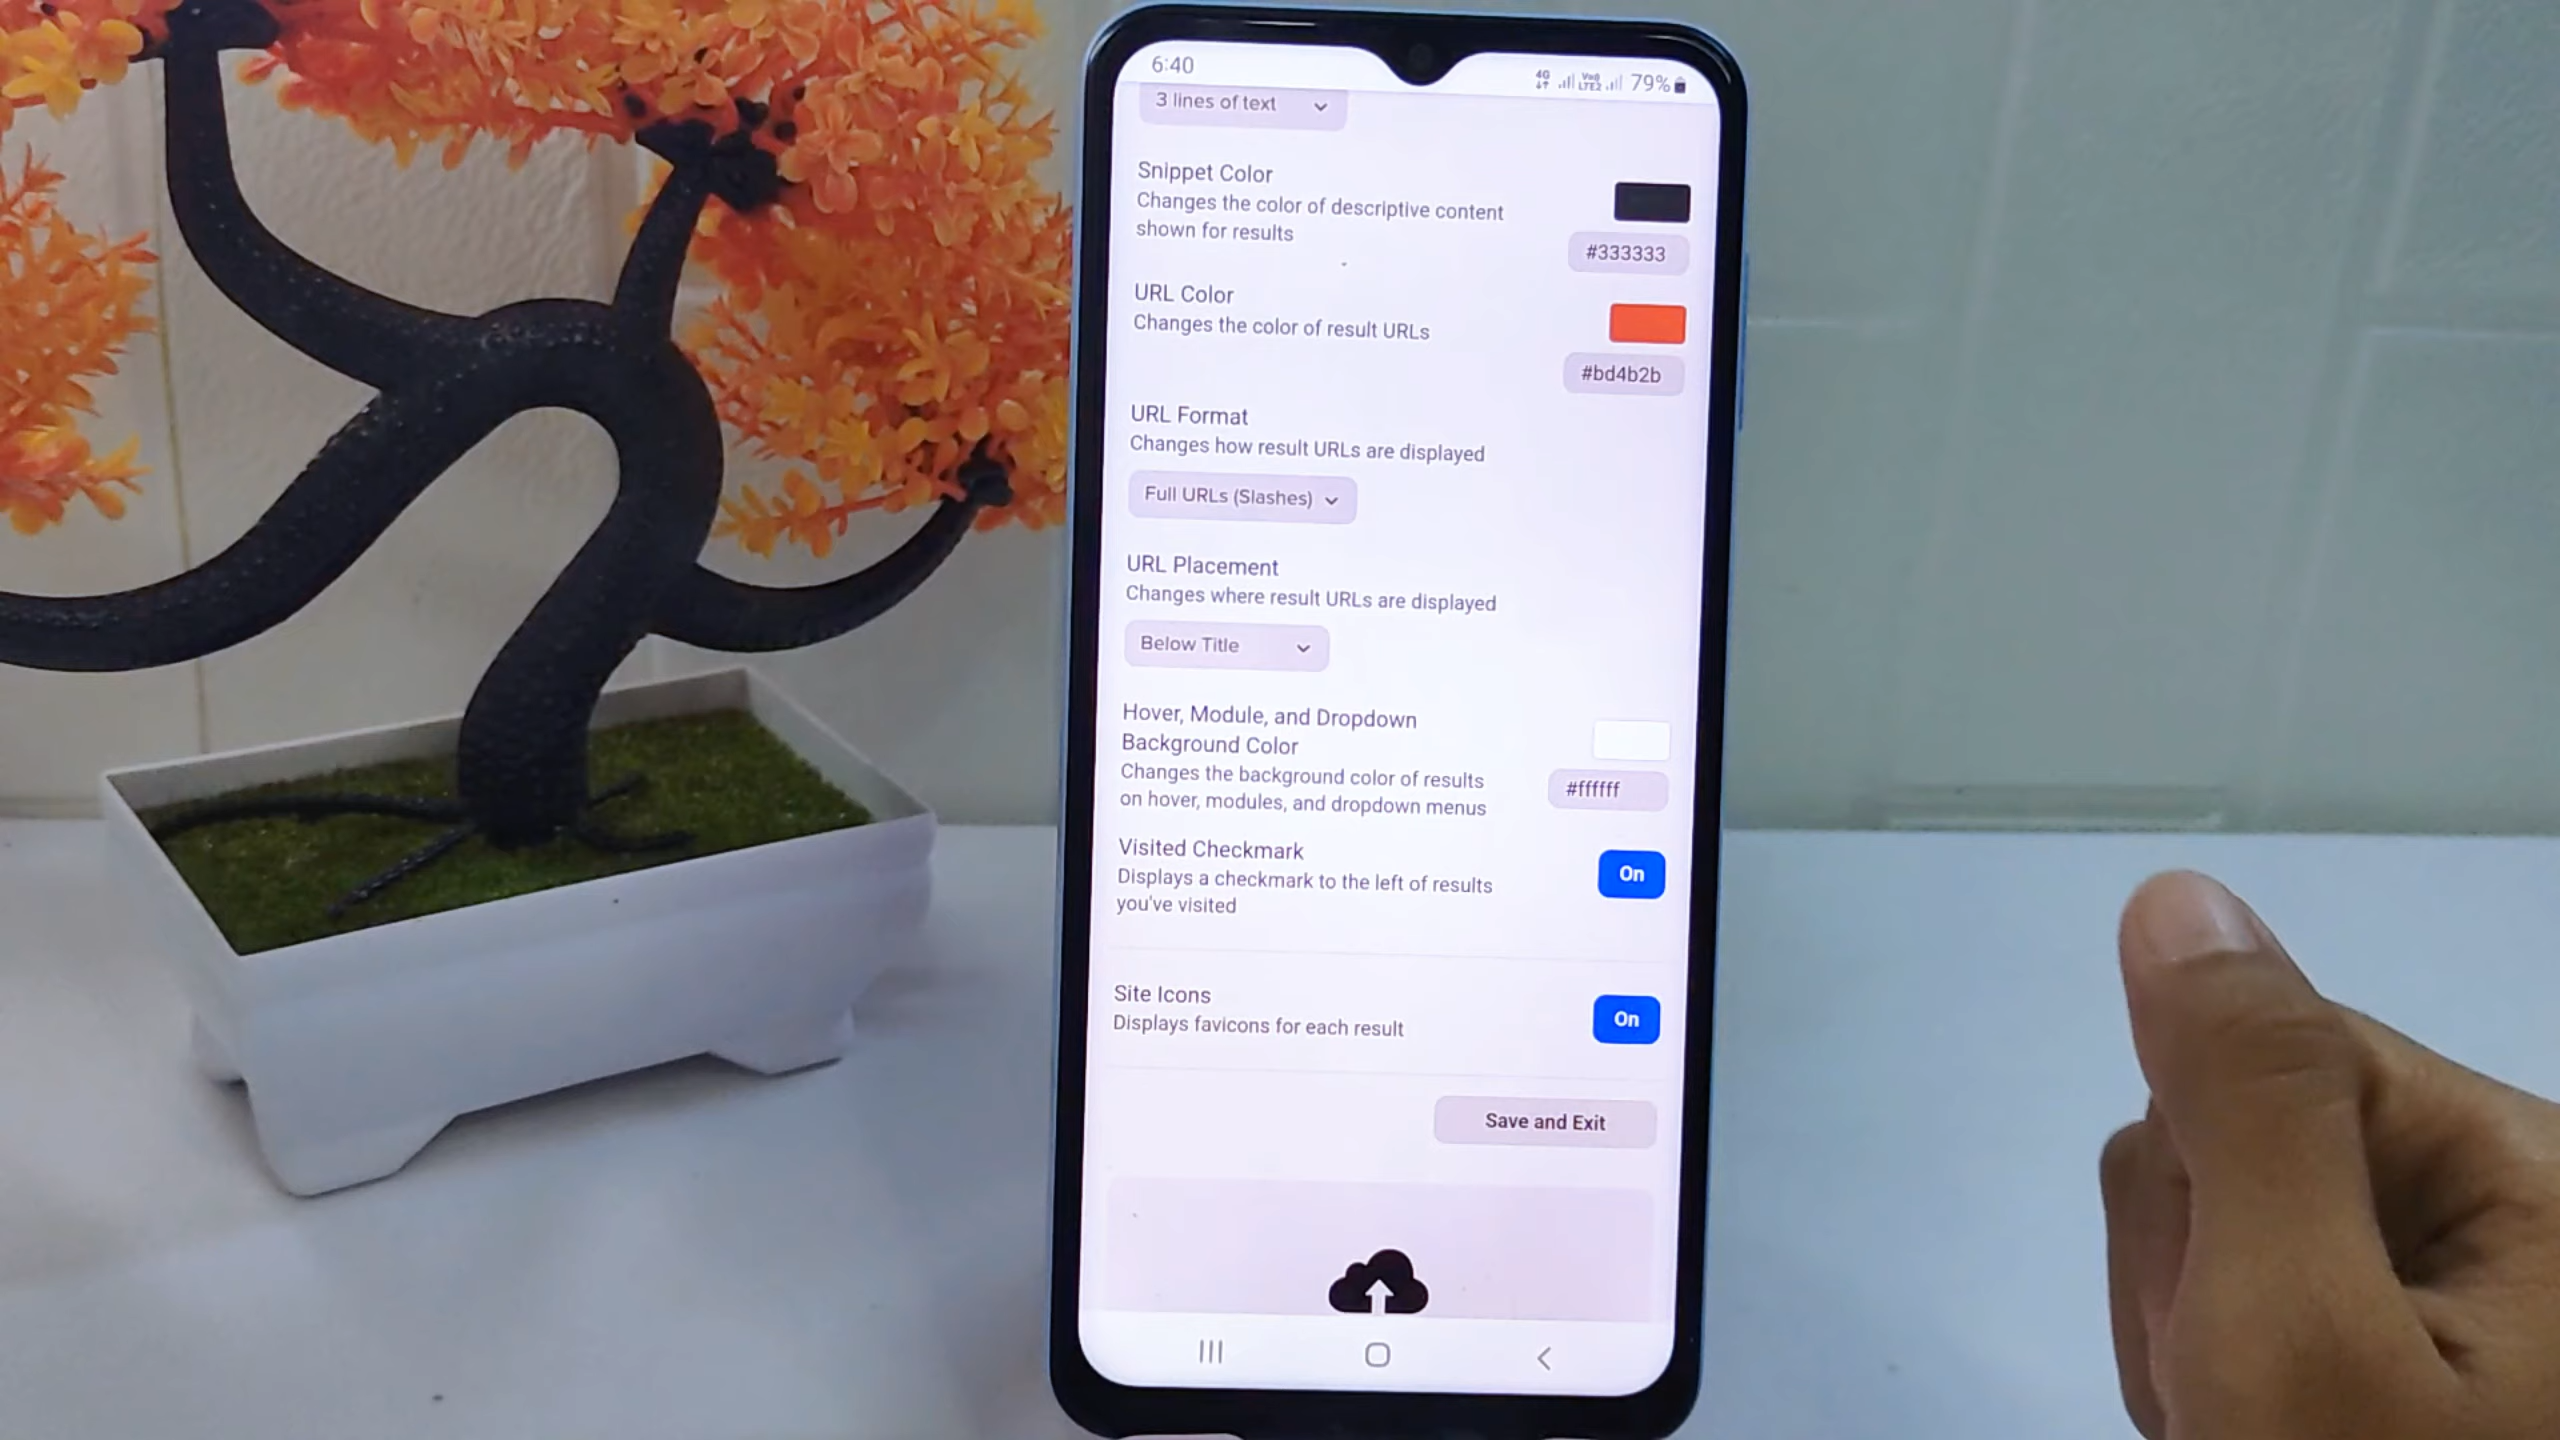 6:40
4G VoO LTE2 79%
3 lines of text
Snippet Color
Changes the color of descriptive content
shown for results
#333333
URL Color
Changes the color of result URLs
#bd4b2b
URL Format
Changes how result URLs are displayed
Full URLs (Slashes)
URL Placement
Changes where result URLs are displayed
Below Title
Hover, Module, and Dropdown
Background Color
Changes the background color of results
on hover, modules, and dropdown menus
#ffffff
Visited Checkmark
Displays a checkmark to the left of results
you've visited
On
Site Icons
Displays favicons for each result
On
Save and Exit